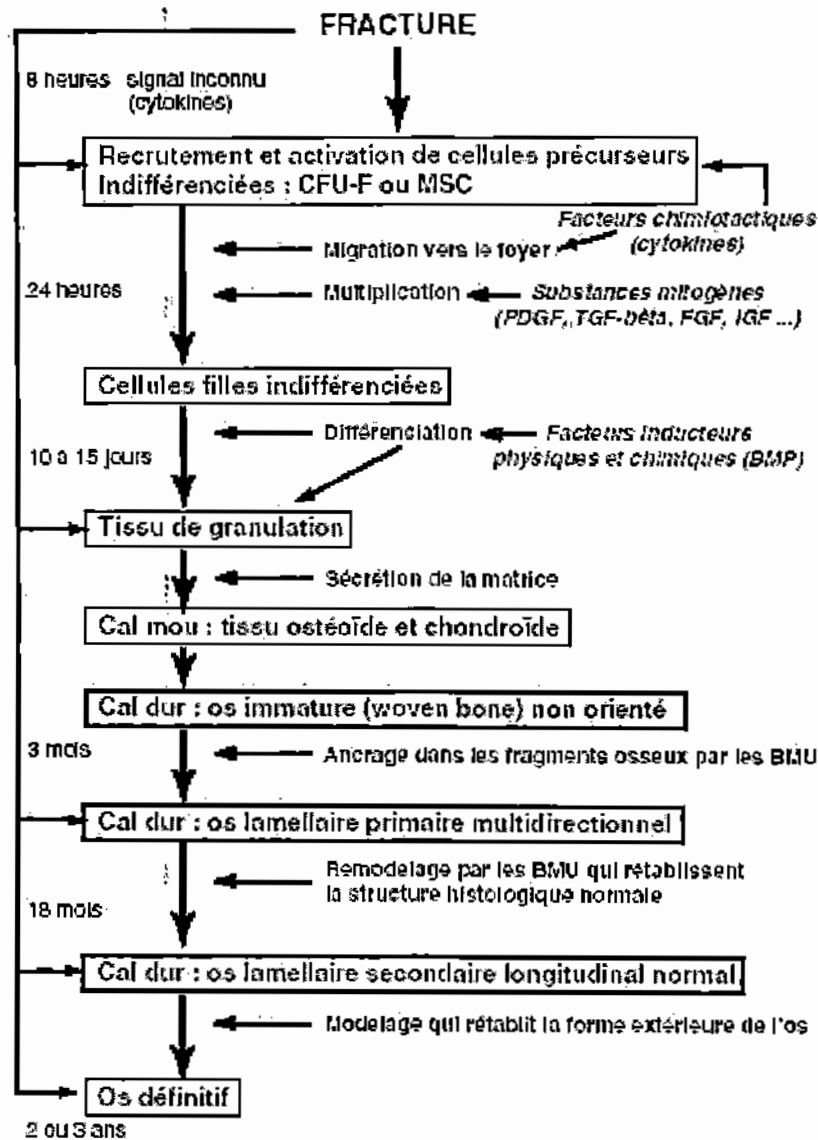 FRACTURE
8 heures signal inconnu
(cytokines)
Recrutement et activation de cellules précurseurs
Indifférenciées : CFU-F ou MSC
Facteurs chimiotactiques
(cytokines)
Migration vers le foyer
24 heures
Multiplication
Substances mitogènes
(PDGF, TGF-bêta, FGF, IGF ...)
Cellules filles indifférenciées
Différenciation
Facteurs inducteurs
physiques et chimiques (BMP)
10 à 15 jours
Tissu de granulation
Sécrétion de la matrice
Cal mou : tissu ostéoïde et chondroïde
Cal dur : os immature (woven bone) non orienté
3 mois
Ancrage dans les fragments osseux par les BMU
Cal dur : os lamellaire primaire multidirectionnel
Remodelage par les BMU qui rétablissent
la structure histologique normale
18 mois
Cal dur : os lamellaire secondaire longitudinal normal
Modelage qui rétablit la forme extérieure de l'os
Os définitif
2 ou 3 ans